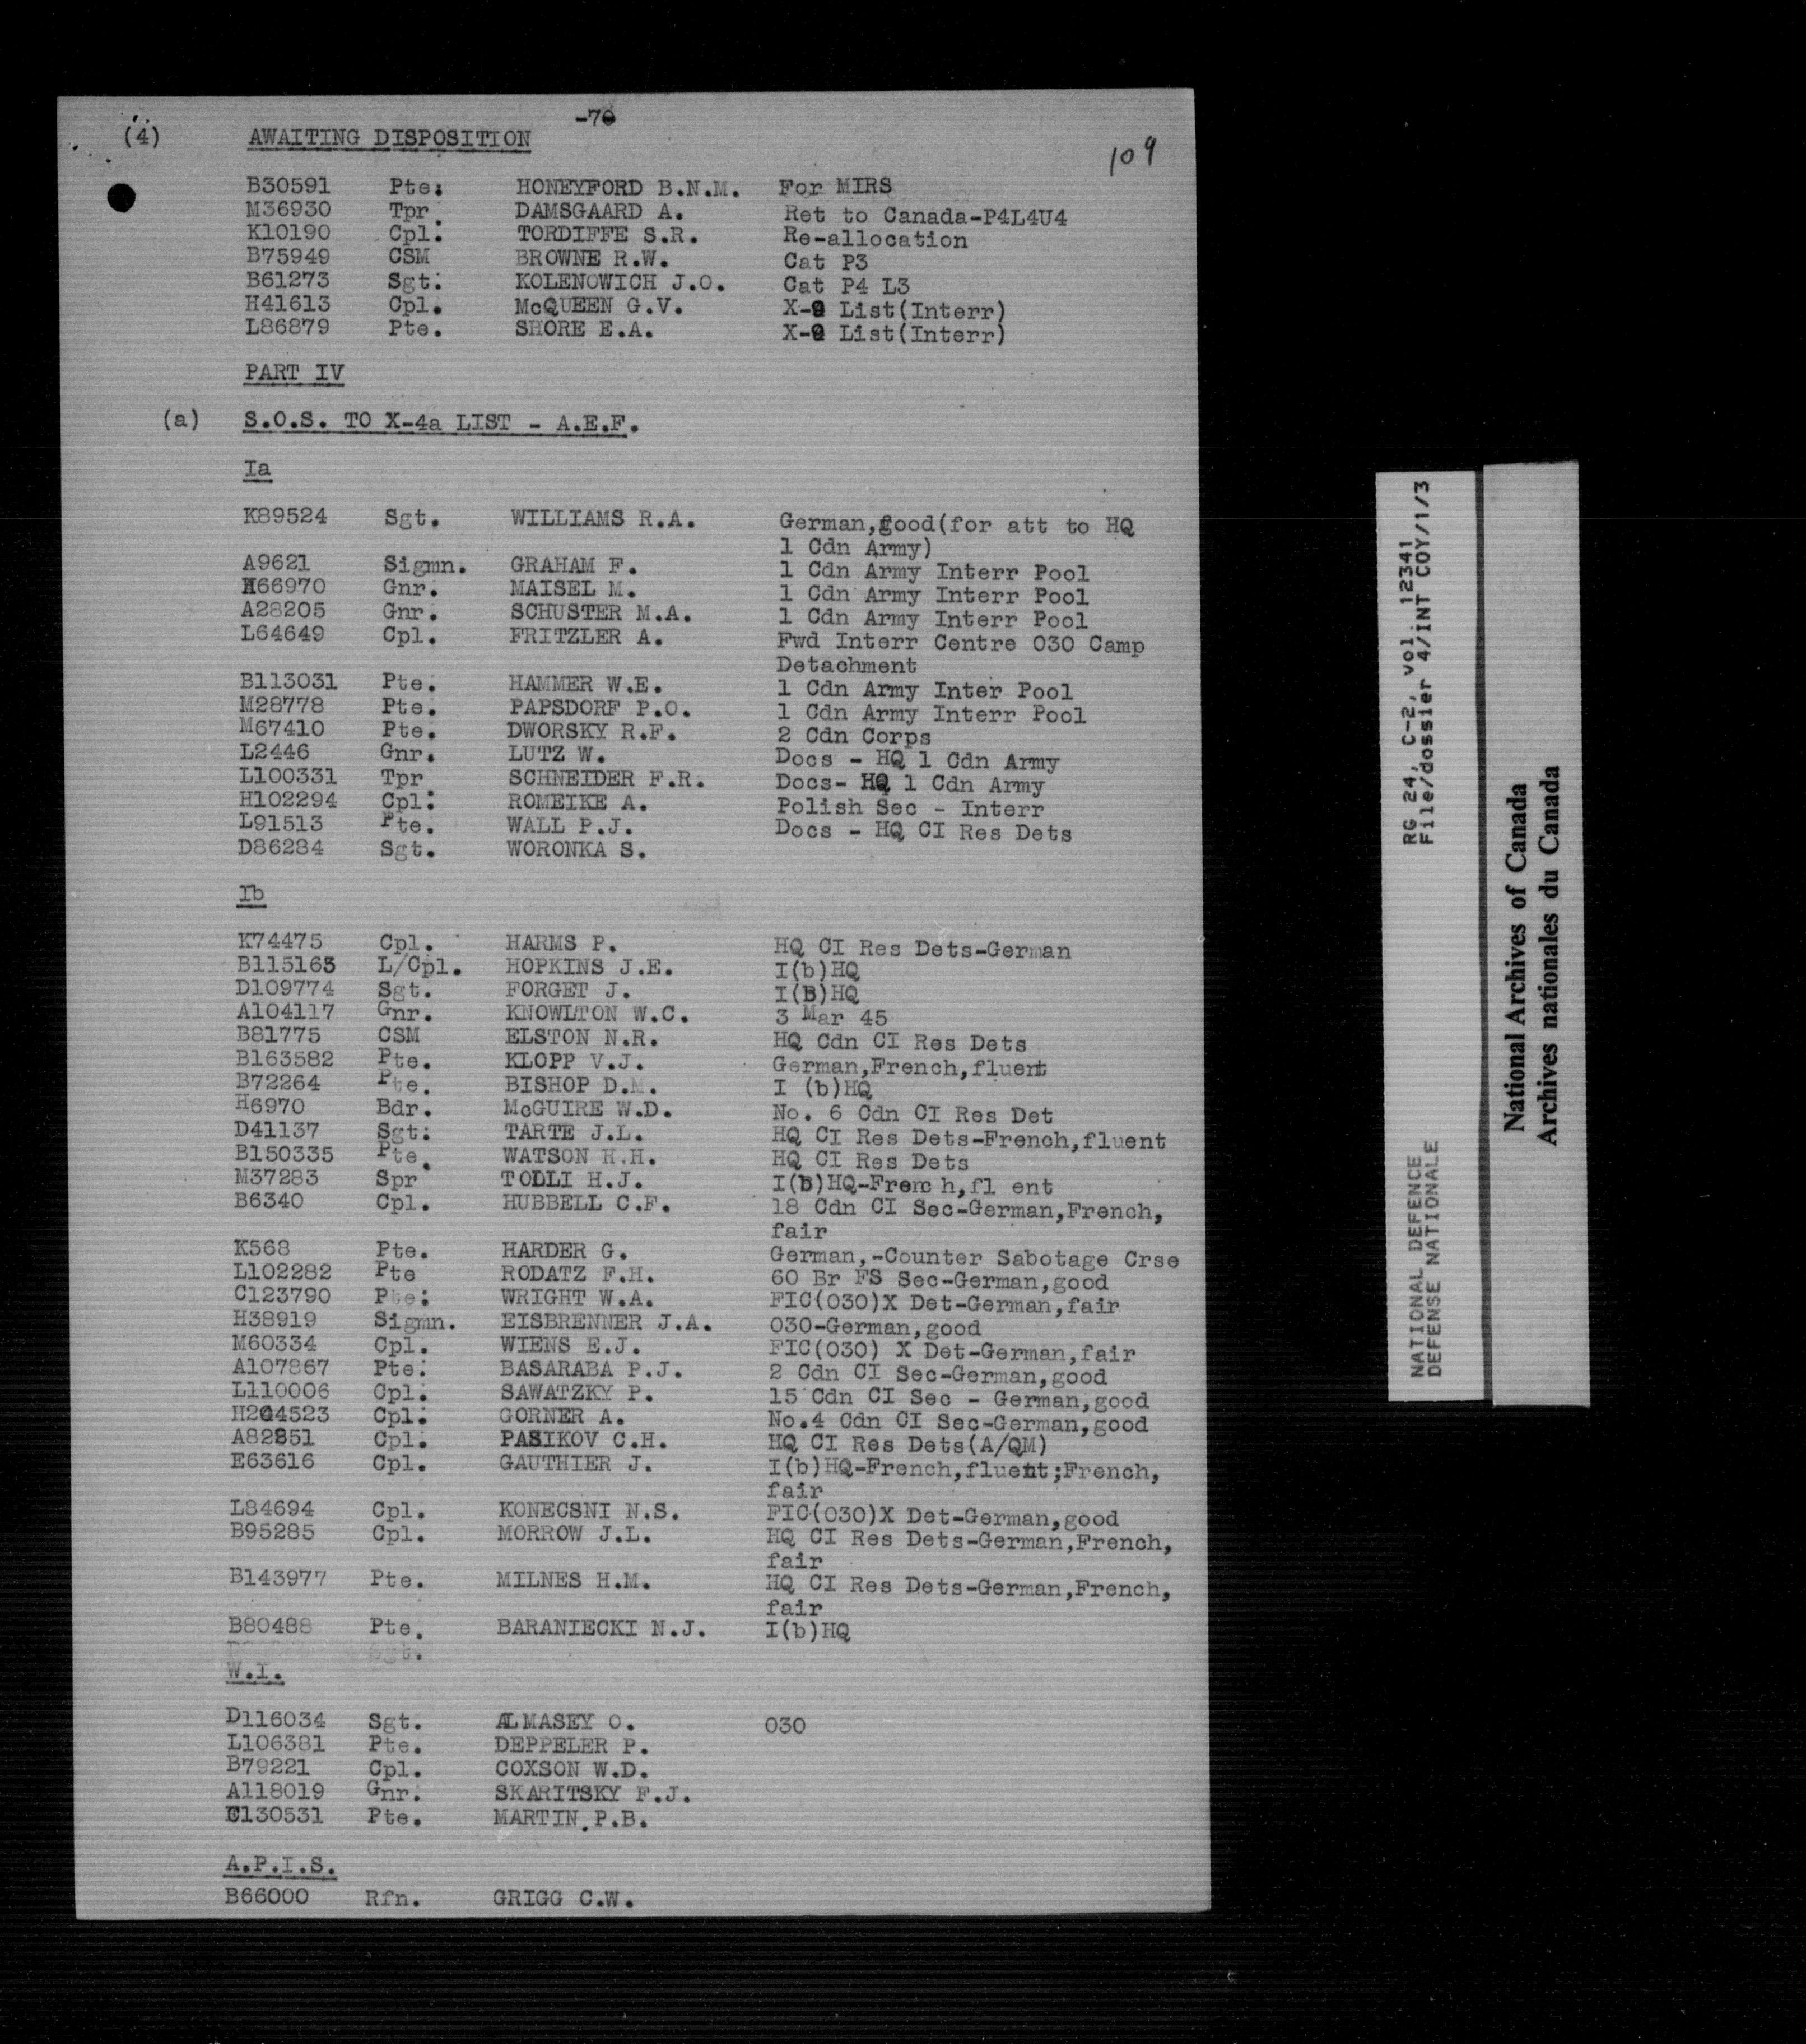 -70
109
(4) AWAITING DISPOSITION
B30591 Pte. HONEYFORD B.N.M. For MIRS
M36930 Tpr. DAMSGAARD A. Ret to Canada-P4L4U4
K10190 Cpl. TORDIFFE S.R. Re-allocation
B75949 CSM BROWNE R.W. Cat P3
B61273 Sgt. KOLENOWICH J.O. Cat P4 L3
H41613 Cpl. McQUEEN G.V. X- List(Interr)
L86879 Pte. SHORE E.A. X- List(Interr)
PART IV
(a) S.O.S. TO X-4a LIST - A.E.F.
Ia
K89524 Sgt. WILLIAMS R.A. German,good(for att to HQ
1 Cdn Army)
A9621 Sigmn. GRAHAM F. 1 Cdn Army Interr Pool
H66970 Gnr. MAISEL M. 1 Cdn Army Interr Pool
A28205 Gnr. SCHUSTER M.A. 1 Cdn Army Interr Pool
L64649 Cpl. FRITZLER A. Fwd Interr Centre 030 Camp
Detachment
B113031 Pte. HAMMER W.E. 1 Cdn Army Inter Pool
M28778 Pte. PAPSDORF P.O. 1 Cdn Army Interr Pool
M67410 Pte. DWORSKY R.F. 2 Cdn Corps
L2446 Gnr. LUTZ W. Docs - HQ 1 Cdn Army
L100331 Tpr SCHNEIDER F.R. Docs- HQ 1 Cdn Army
H102294 Cpl. ROMEIKE A. Polish Sec - Interr
L91513 Pte. WALL P.J. Docs - HQ CI Res Dets
D86284 Sgt. WORONKA S.
Ib
K74475 Cpl. HARMS P. HQ CI Res Dets-German
B115163 L/Cpl. HOPKINS J.E. I(b)HQ
D109774 Sgt. FORGET J. I(B)HQ
A104117 Gnr. KNOWLTON W.C. 3 Mar 45
B81775 CSM ELSTON N.R. HQ Cdn CI Res Dets
B163582 Pte. KLOPP V.J. German,French,fluent
B72264 Pte. BISHOP D.M. I (b)HQ
H6970 Bdr. McGUIRE W.D. No. 6 Cdn CI Res Det
D41137 Sgt. TARTE J.L. HQ CI Res Dets-French,fluent
B150335 Pte. WATSON H.H. HQ CI Res Dets
M37283 Spr TODLI H.J. I(B)HQ-Frenc h,fl ent
B6340 Cpl. HUBBELL C.F. 18 Cdn CI Sec-German,French,
fair
K568 Pte. HARDER G. German,-Counter Sabotage Crse
L102282 Pte RODATZ F.H. 60 Br FS Sec-German,good
C123790 Pte. WRIGHT W.A. FIC(030)X Det-German,fair
H38919 Sigmn. EISBRENNER J.A. 030-German,good
M60334 Cpl. WIENS E.J. FIC(030) X Det-German,fair
A107867 Pte. BASARABA P.J. 2 Cdn CI Sec-German,good
L110006 Cpl. SAWATZKY P. 15 Cdn CI Sec - German,good
H204523 Cpl. GORNER A. No.4 Cdn CI Sec-German,good
A82851 Cpl. PASIKOV C.H. HQ CI Res Dets(A/QM)
E63616 Cpl. GAUTHIER J. I(b)HQ-French,fluent;French,
fair
L84694 Cpl. KONECSNI N.S. FIC(030)X Det-German,good
B95285 Cpl. MORROW J.L. HQ CI Res Dets-German,French,
fair
B143977 Pte. MILNES H.M. HQ CI Res Dets-German,French,
fair
B80488 Pte. BARANIECKI N.J. I(b)HQ
Sgt.
W.I.
D116034 Sgt. ALMASEY O. 030
L106381 Pte. DEPPELER P.
B79221 Cpl. COXSON W.D.
A118019 Gnr. SKARITSKY F.J.
C130531 Pte. MARTIN P.B.
A.P.I.S.
B66000 Rfn. GRIGG C.W.
RG 24, C-2, vol. 12341
File/dossier 4/INT COY/1/3
NATIONAL DEFENCE
DEFENSE NATIONALE
National Archives of Canada
Archives nationales du Canada